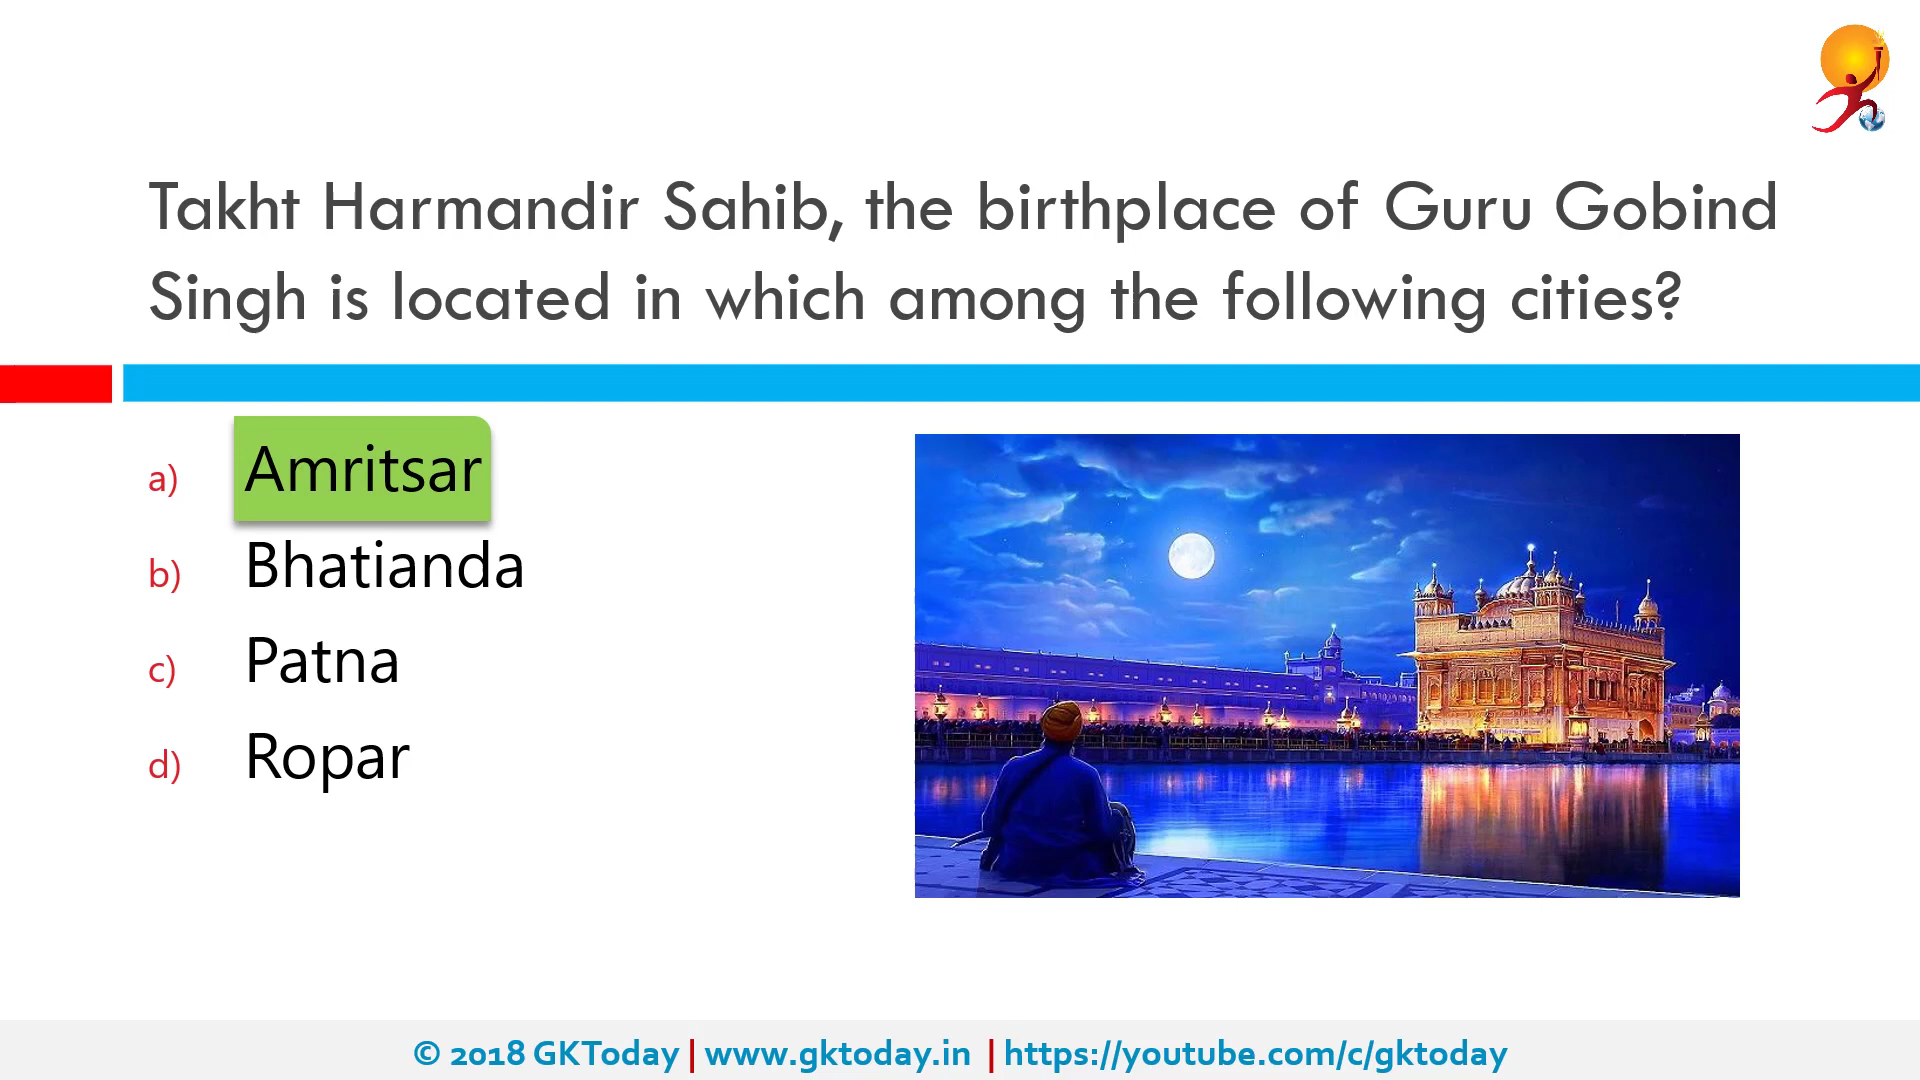 Takht Harmandir Sahib, the birthplace of Guru Gobind
Singh is located in which among the following cities?
a) Amritsar
b) Bhatianda
c) Patna
d) Ropar
© 2018 GKToday | www.gktoday.in | https://youtube.com/c/gktoday